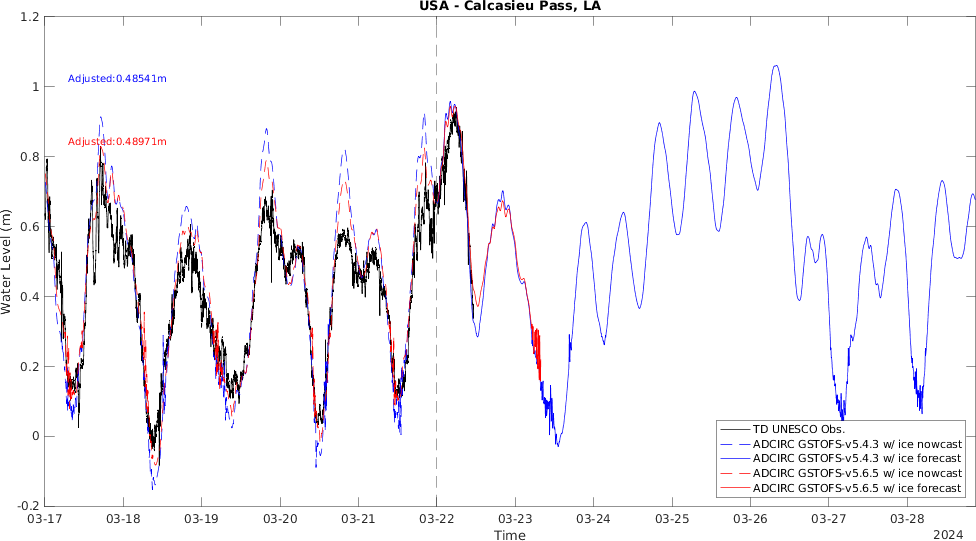 USA - Calcasieu Pass, LA
1.2
1
0.8
0.6
0.4
0.2
0
-0.2
Water Level (m)
Adjusted:0.48541m
Adjusted:0.48971m
TD UNESCO Obs.
ADCIRC GSTOFS-v5.4.3 w/ ice nowcast
ADCIRC GSTOFS-v5.4.3 w/ ice forecast
ADCIRC GSTOFS-v5.6.5 w/ ice nowcast
ADCIRC GSTOFS-v5.6.5 w/ ice forecast
03-17 03-18 03-19 03-20 03-21 03-22 03-23 03-24 03-25 03-26 03-27 03-28
Time
2024